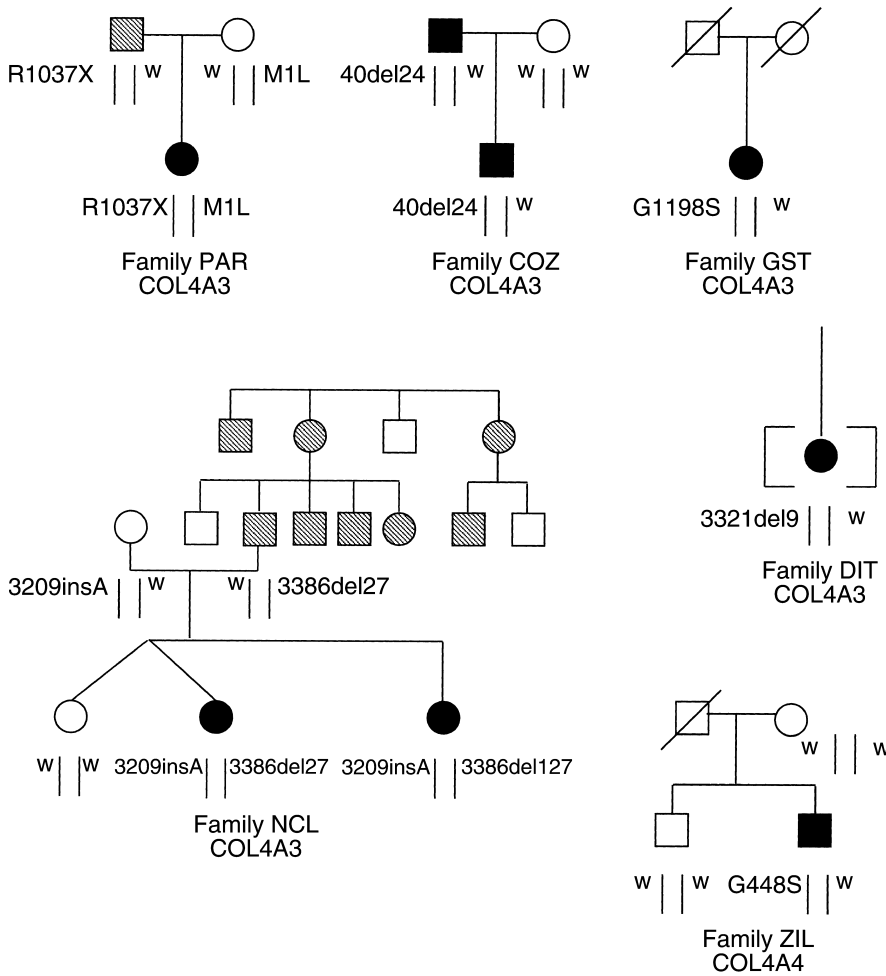 R1037X w w M1L
R1037X M1L
Family PAR
COL4A3
40del24 w w w
40del24 w
Family COZ
COL4A3
G1198S w
Family GST
COL4A3
3209insA w w 3386del27
w w 3209insA 3386del27 3209insA 3386del127
Family NCL
COL4A3
3321del9 w
Family DIT
COL4A3
w w
w w G448S w
Family ZIL
COL4A4